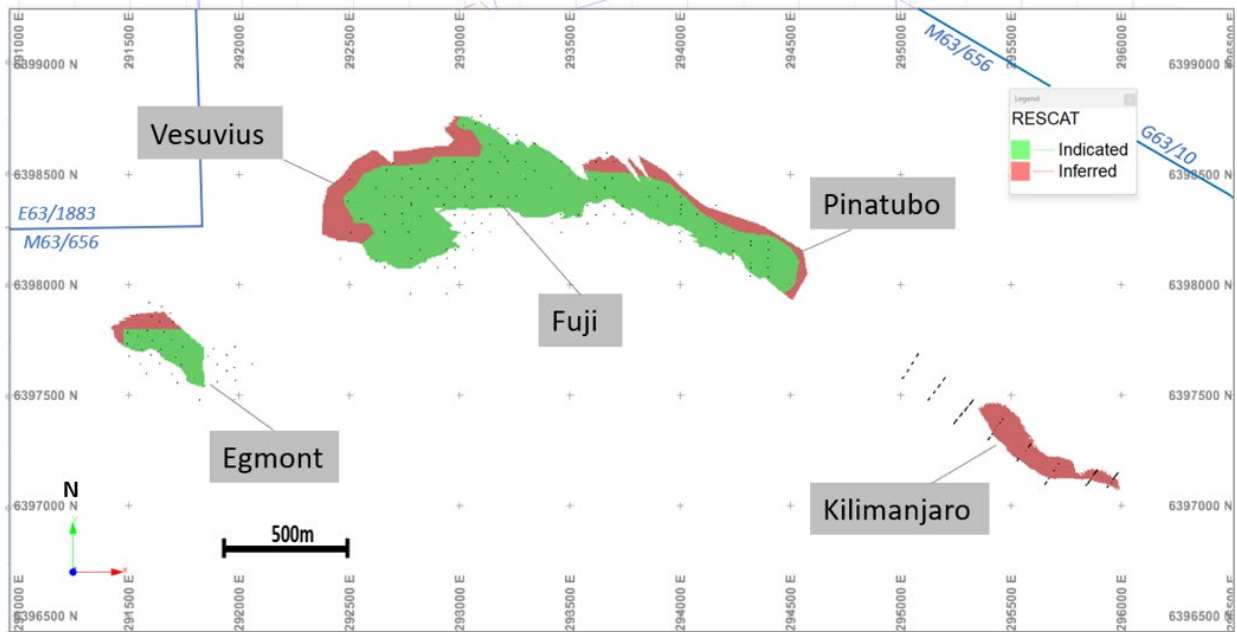 291000 E
291500 E
292000 E
292500 E
293000 E
293500 E
294000 E
294500 E
295000 E
295500 E
296000 E
6399000 N
6399000 N
M63/656
Legend
RESCAT
Indicated
Inferred
G63/10
Vesuvius
6398500 N
6398500 N
Pinatubo
E63/1883
M63/656
6398000 N
6398000 N
Fuji
6397500 N
6397500 N
Egmont
Kilimanjaro
N
6397000 N
6397000 N
500m
6396500 N
6396500 N
291000 E
291500 E
292000 E
292500 E
293000 E
293500 E
294000 E
294500 E
295000 E
295500 E
296000 E